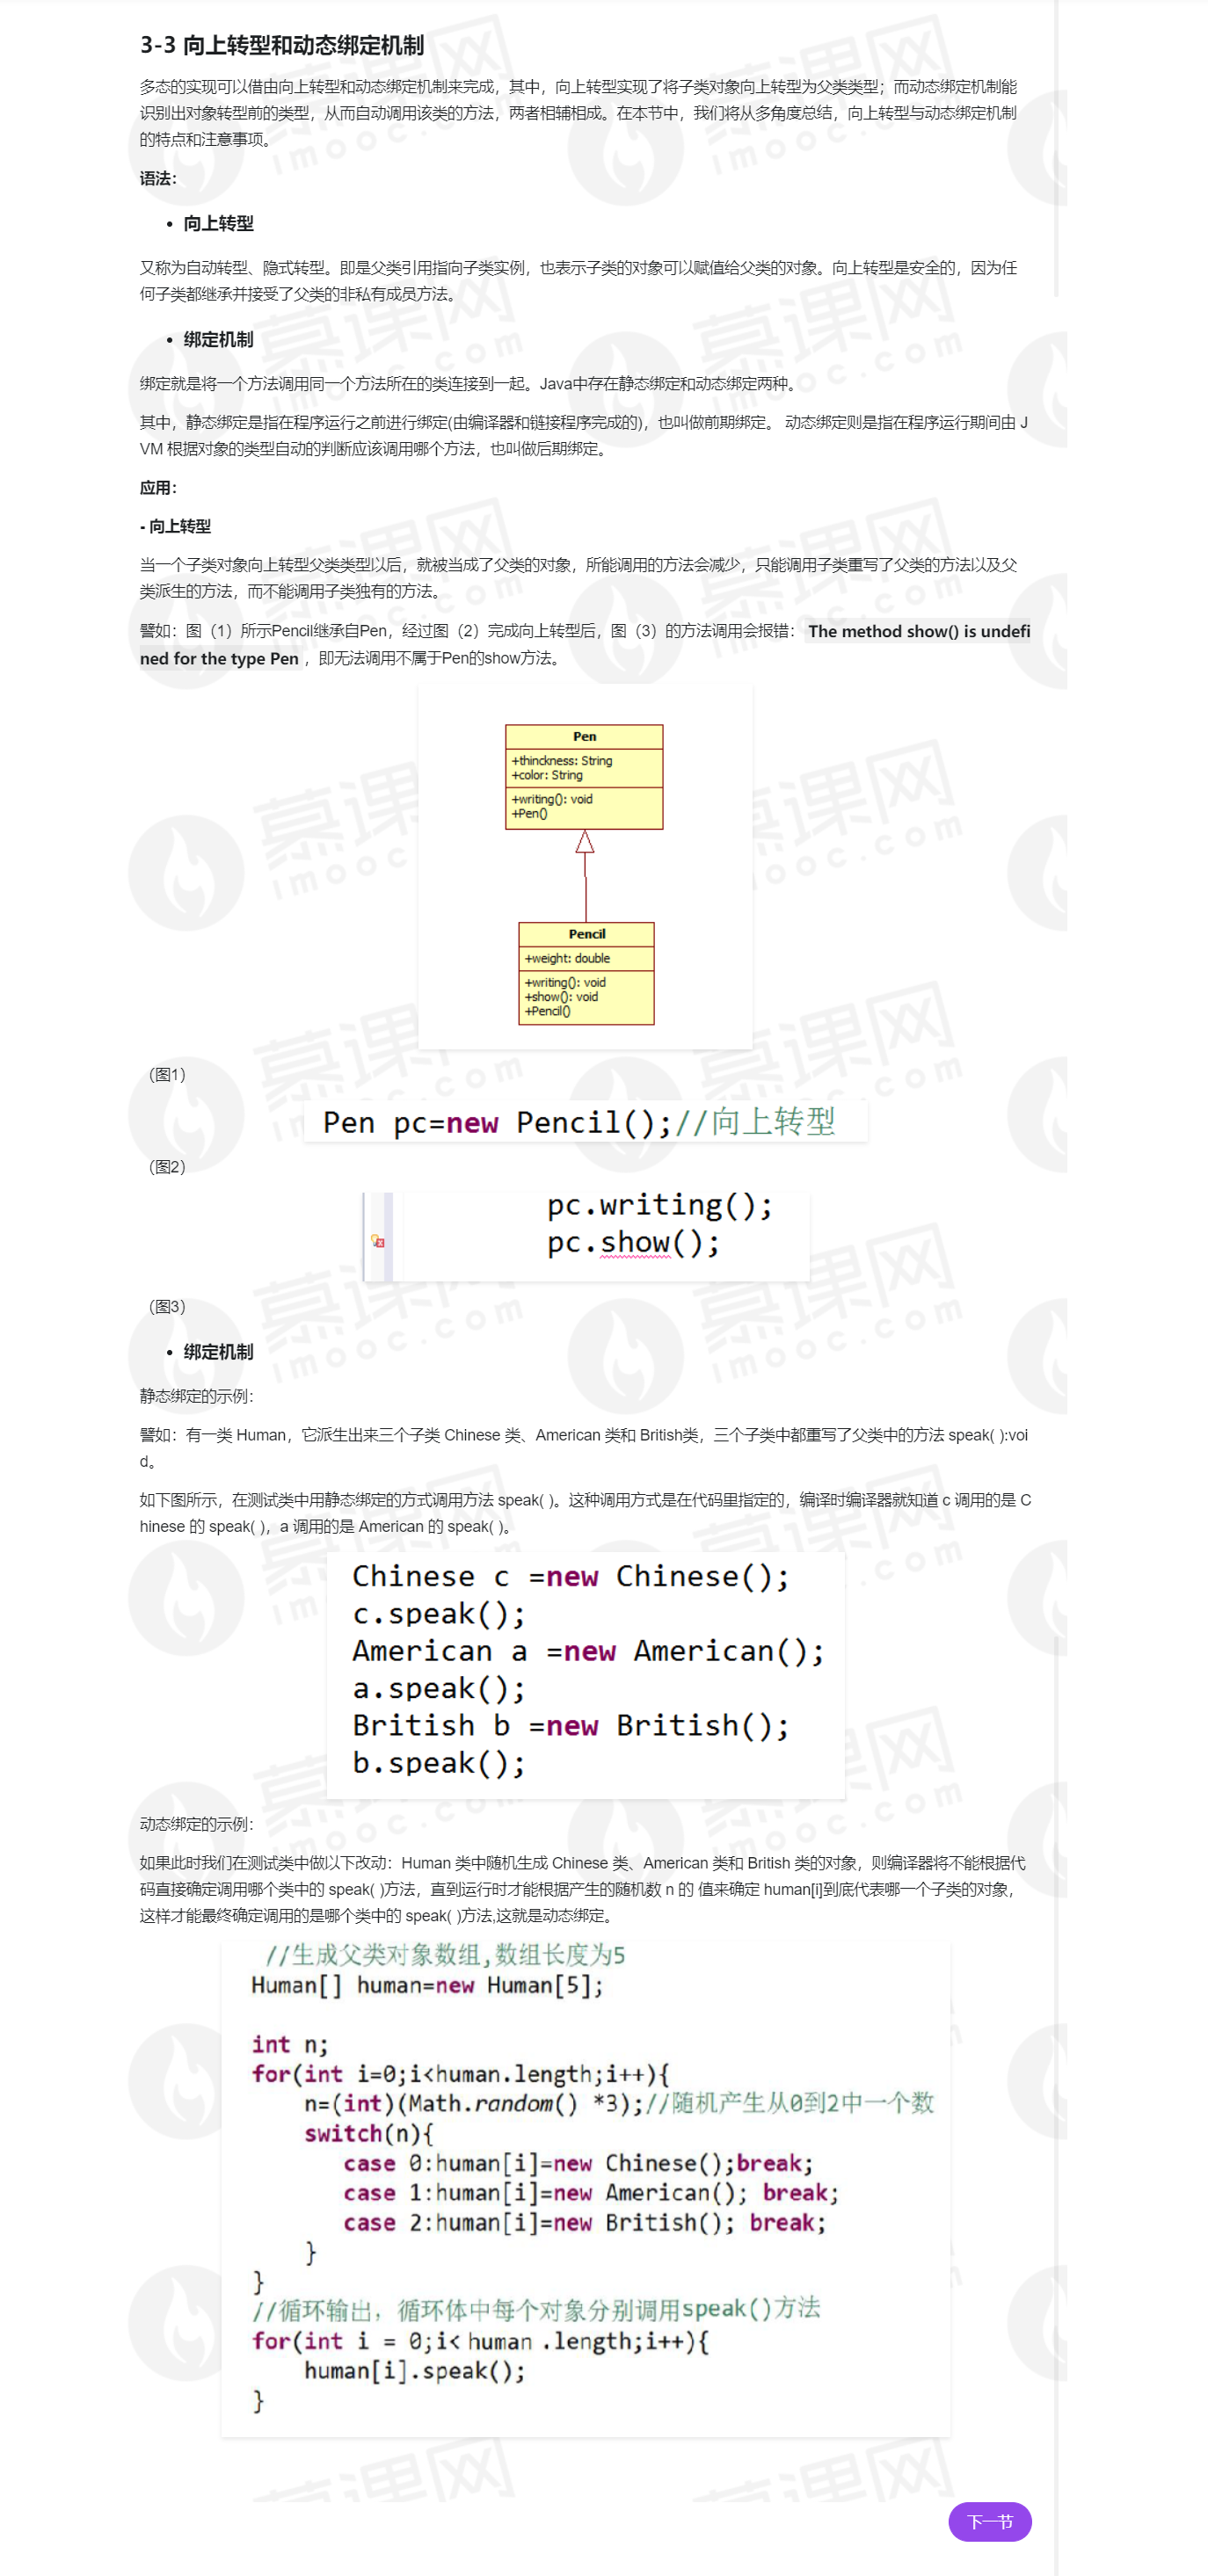 3-3 向上转型和动态绑定机制
多态的实现可以借由向上转型和动态绑定机制来完成，其中，向上转型实现了将子类对象向上转型为父类类型；而动态绑定机制能
识别出对象转型前的类型，从而自动调用该类的方法，两者相辅相成。在本节中，我们将从多角度总结，向上转型与动态绑定机制
的特点和注意事项。
语法：
• 向上转型
又称为自动转型、隐式转型。即是父类引用指向子类实例，也表示子类的对象可以赋值给父类的对象。向上转型是安全的，因为任
何子类都继承并接受了父类的非私有成员方法。
• 绑定机制
绑定就是将一个方法调用同一个方法所在的类连接到一起。Java中存在静态绑定和动态绑定两种。
其中，静态绑定是指在程序运行之前进行绑定(由编译器和链接程序完成的)，也叫做前期绑定。 动态绑定则是指在程序运行期间由 J
VM 根据对象的类型自动的判断应该调用哪个方法，也叫做后期绑定。
应用：
- 向上转型
当一个子类对象向上转型父类类型以后，就被当成了父类的对象，所能调用的方法会减少，只能调用子类重写了父类的方法以及父
类派生的方法，而不能调用子类独有的方法。
譬如：图（1）所示Pencil继承自Pen，经过图（2）完成向上转型后，图（3）的方法调用会报错： The method show() is undefi
ned for the type Pen ，即无法调用不属于Pen的show方法。
Pen
+thinckness: String
+color: String
+writing(): void
+Pen()
Pencil
+weight: double
+writing(): void
+show(): void
+Pencil()
（图1）
Pen pc=new Pencil();//向上转型
（图2）
pc.writing();
pc.show();
（图3）
• 绑定机制
静态绑定的示例：
譬如：有一类 Human，它派生出来三个子类 Chinese 类、American 类和 British类，三个子类中都重写了父类中的方法 speak( ):voi
d。
如下图所示，在测试类中用静态绑定的方式调用方法 speak( )。这种调用方式是在代码里指定的，编译时编译器就知道 c 调用的是 C
hinese 的 speak( )，a 调用的是 American 的 speak( )。
Chinese c =new Chinese();
c.speak();
American a =new American();
a.speak();
British b =new British();
b.speak();
动态绑定的示例：
如果此时我们在测试类中做以下改动：Human 类中随机生成 Chinese 类、American 类和 British 类的对象，则编译器将不能根据代
码直接确定调用哪个类中的 speak( )方法，直到运行时才能根据产生的随机数 n 的 值来确定 human[i]到底代表哪一个子类的对象，
这样才能最终确定调用的是哪个类中的 speak( )方法,这就是动态绑定。
//生成父类对象数组,数组长度为5
Human[] human=new Human[5];
int n;
for(int i=0;i<human.length;i++){
n=(int)(Math.random() *3);//随机产生从0到2中一个数
switch(n){
case 0:human[i]=new Chinese();break;
case 1:human[i]=new American(); break;
case 2:human[i]=new British(); break;
}
}
//循环输出，循环体中每个对象分别调用speak()方法
for(int i = 0;i< human .length;i++){
human[i].speak();
}
下一节
慕课网
imooc.com